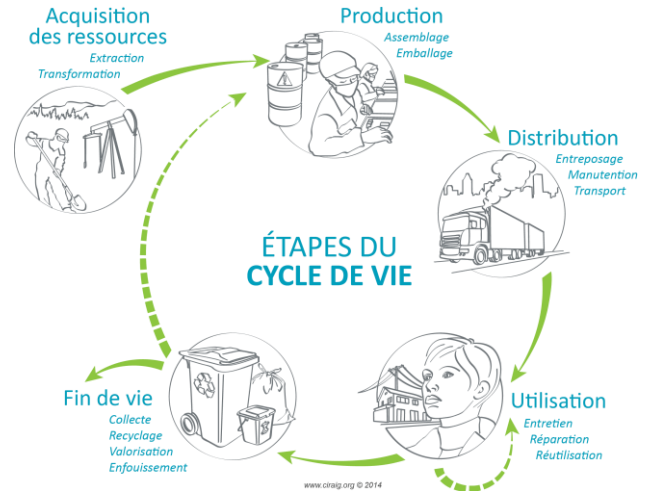 Acquisition
des ressources
Extraction
Transformation
Production
Assemblage
Emballage
Distribution
Entreposage
Manutention
Transport
ÉTAPES DU
CYCLE DE VIE
Utilisation
Entretien
Réparation
Réutilisation
Fin de vie
Collecte
Recyclage
Valorisation
Enfouissement
www.ciraig.org © 2014